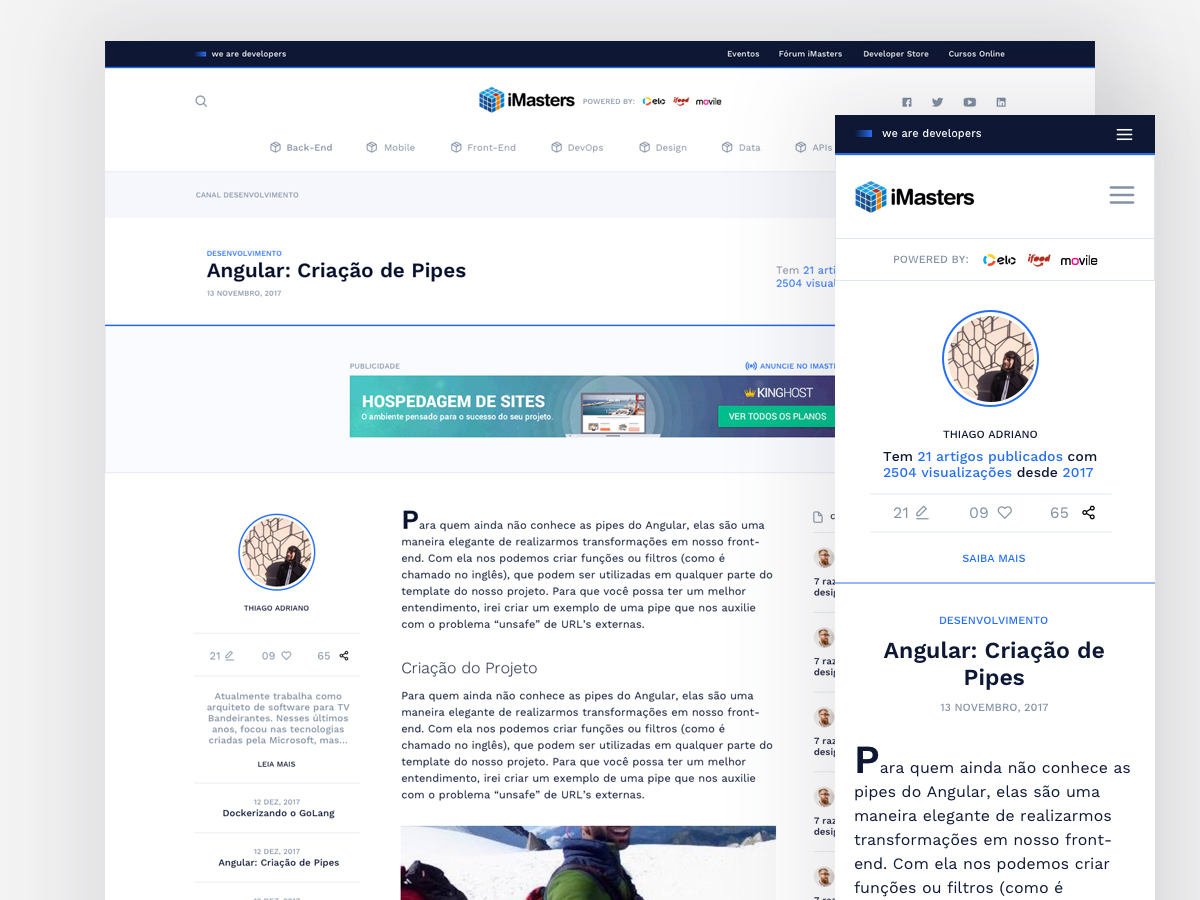 we are developers
Eventos Fórum iMasters Developer Store Cursos Online
iMasters POWERED BY: elo ifood movile
Back-End Mobile Front-End DevOps Design Data APIs
CANAL DESENVOLVIMENTO
DESENVOLVIMENTO
Angular: Criação de Pipes
13 NOVEMBRO, 2017
Tem 21 arti
2504 visual
PUBLICIDADE
ANUNCIE NO IMAST
HOSPEDAGEM DE SITES
O ambiente pensado para o sucesso do seu projeto.
KINGHOST
VER TODOS OS PLANOS
THIAGO ADRIANO
21 09 65
Atualmente trabalha como
arquiteto de software para TV
Bandeirantes. Nesses últimos
anos, focou nas tecnologias
criadas pela Microsoft, mas...
LEIA MAIS
12 DEZ, 2017
Dockerizando o GoLang
12 DEZ, 2017
Angular: Criação de Pipes
Para quem ainda não conhece as pipes do Angular, elas são uma
maneira elegante de realizarmos transformações em nosso front-
end. Com ela nos podemos criar funções ou filtros (como é
chamado no inglês), que podem ser utilizadas em qualquer parte do
template do nosso projeto. Para que você possa ter um melhor
entendimento, irei criar um exemplo de uma pipe que nos auxilie
com o problema “unsafe” de URL’s externas.
Criação do Projeto
Para quem ainda não conhece as pipes do Angular, elas são uma
maneira elegante de realizarmos transformações em nosso front-
end. Com ela nos podemos criar funções ou filtros (como é
chamado no inglês), que podem ser utilizadas em qualquer parte do
template do nosso projeto. Para que você possa ter um melhor
entendimento, irei criar um exemplo de uma pipe que nos auxilie
com o problema “unsafe” de URL’s externas.
7 raz
desig
7 raz
desig
7 raz
desig
7 raz
desig
7 raz
we are developers
iMasters
POWERED BY: elo ifood movile
THIAGO ADRIANO
Tem 21 artigos publicados com
2504 visualizações desde 2017
21 09 65
SAIBA MAIS
DESENVOLVIMENTO
Angular: Criação de
Pipes
13 NOVEMBRO, 2017
Para quem ainda não conhece as
pipes do Angular, elas são uma
maneira elegante de realizarmos
transformações em nosso front-
end. Com ela nos podemos criar
funções ou filtros (como é